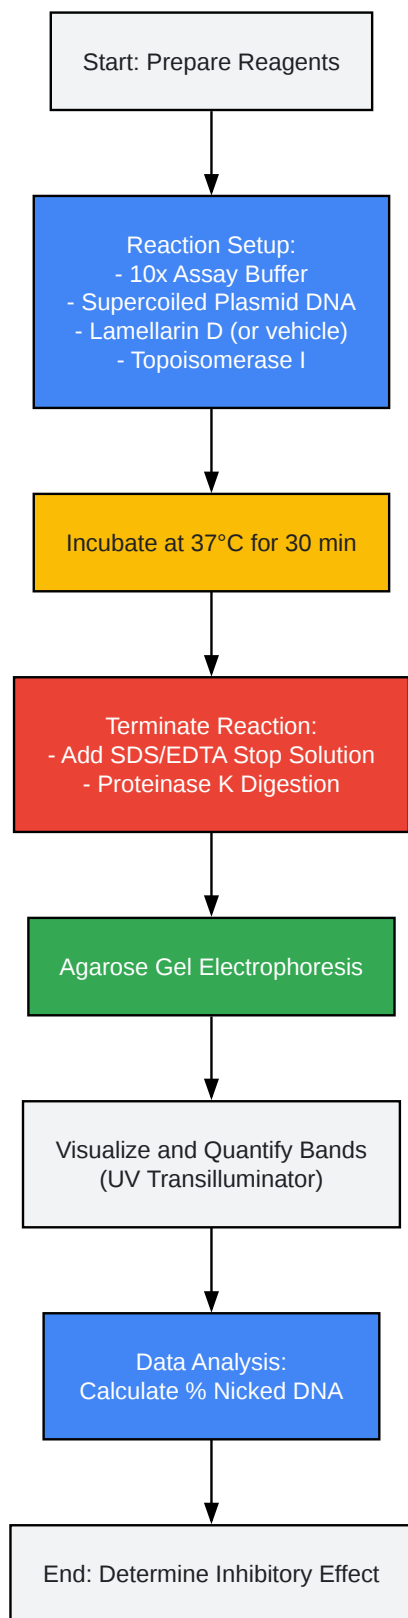 Start: Prepare Reagents
Reaction Setup:
- 10x Assay Buffer
- Supercoiled Plasmid DNA
- Lamellarin D (or vehicle)
- Topoisomerase I
Incubate at 37°C for 30 min
Terminate Reaction:
- Add SDS/EDTA Stop Solution
- Proteinase K Digestion
Agarose Gel Electrophoresis
Visualize and Quantify Bands
(UV Transilluminator)
Data Analysis:
Calculate % Nicked DNA
End: Determine Inhibitory Effect